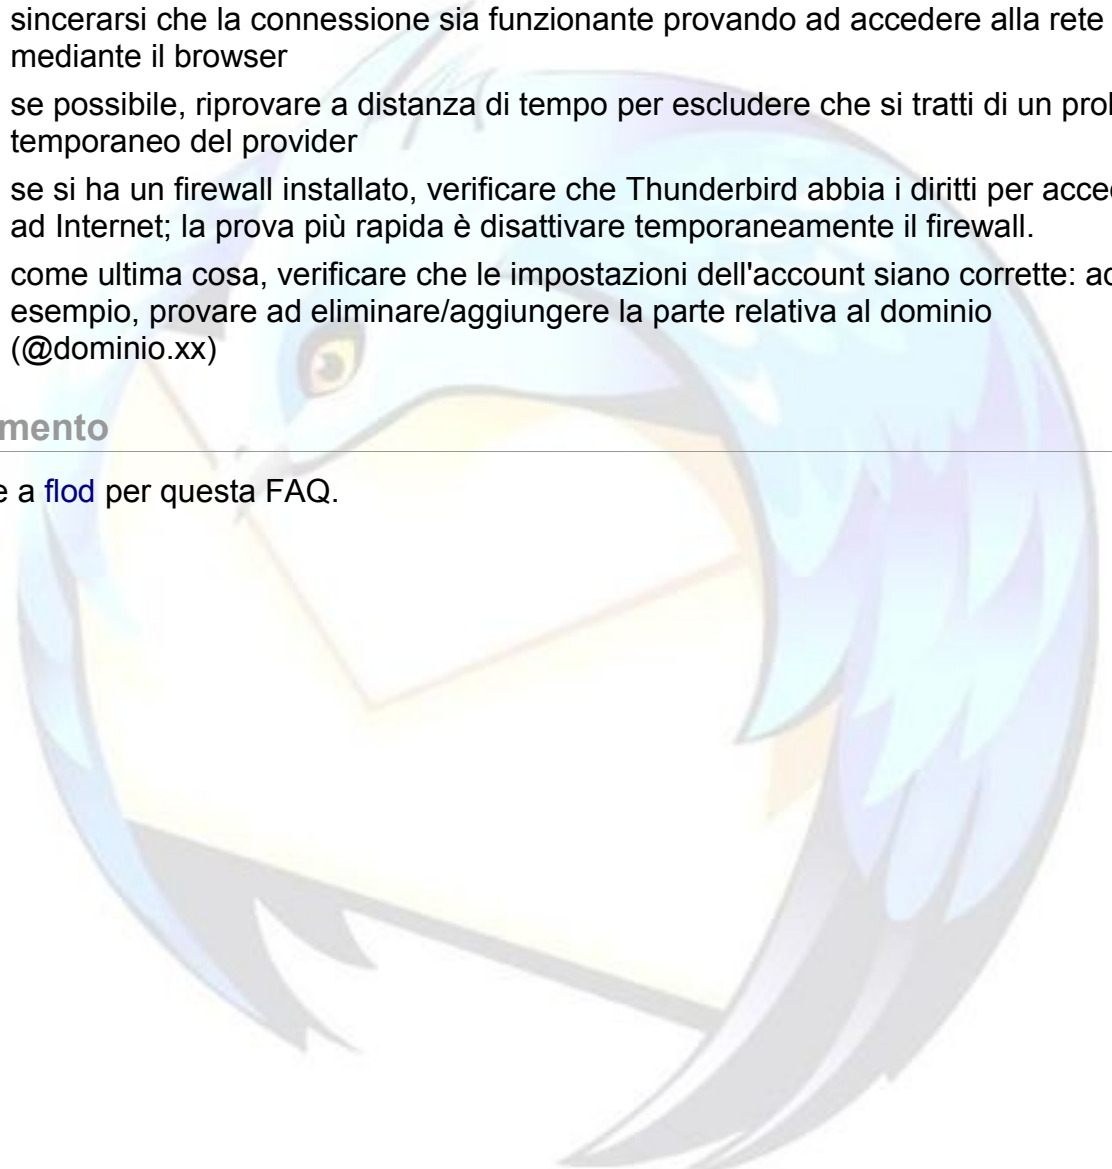 sincerarsi che la connessione sia funzionante provando ad accedere alla rete
mediante il browser
se possibile, riprovare a distanza di tempo per escludere che si tratti di un
temporaneo del provider
se si ha un firewall installato, verificare che Thunderbird abbia i diritti per
ad Internet; la prova più rapida è disattivare temporaneamente il firewall.
come ultima cosa, verificare che le impostazioni dell'account siano corrette:
esempio, provare ad eliminare/aggiungere la parte relativa al dominio
(@dominio.xx)
a flod per questa FAQ.